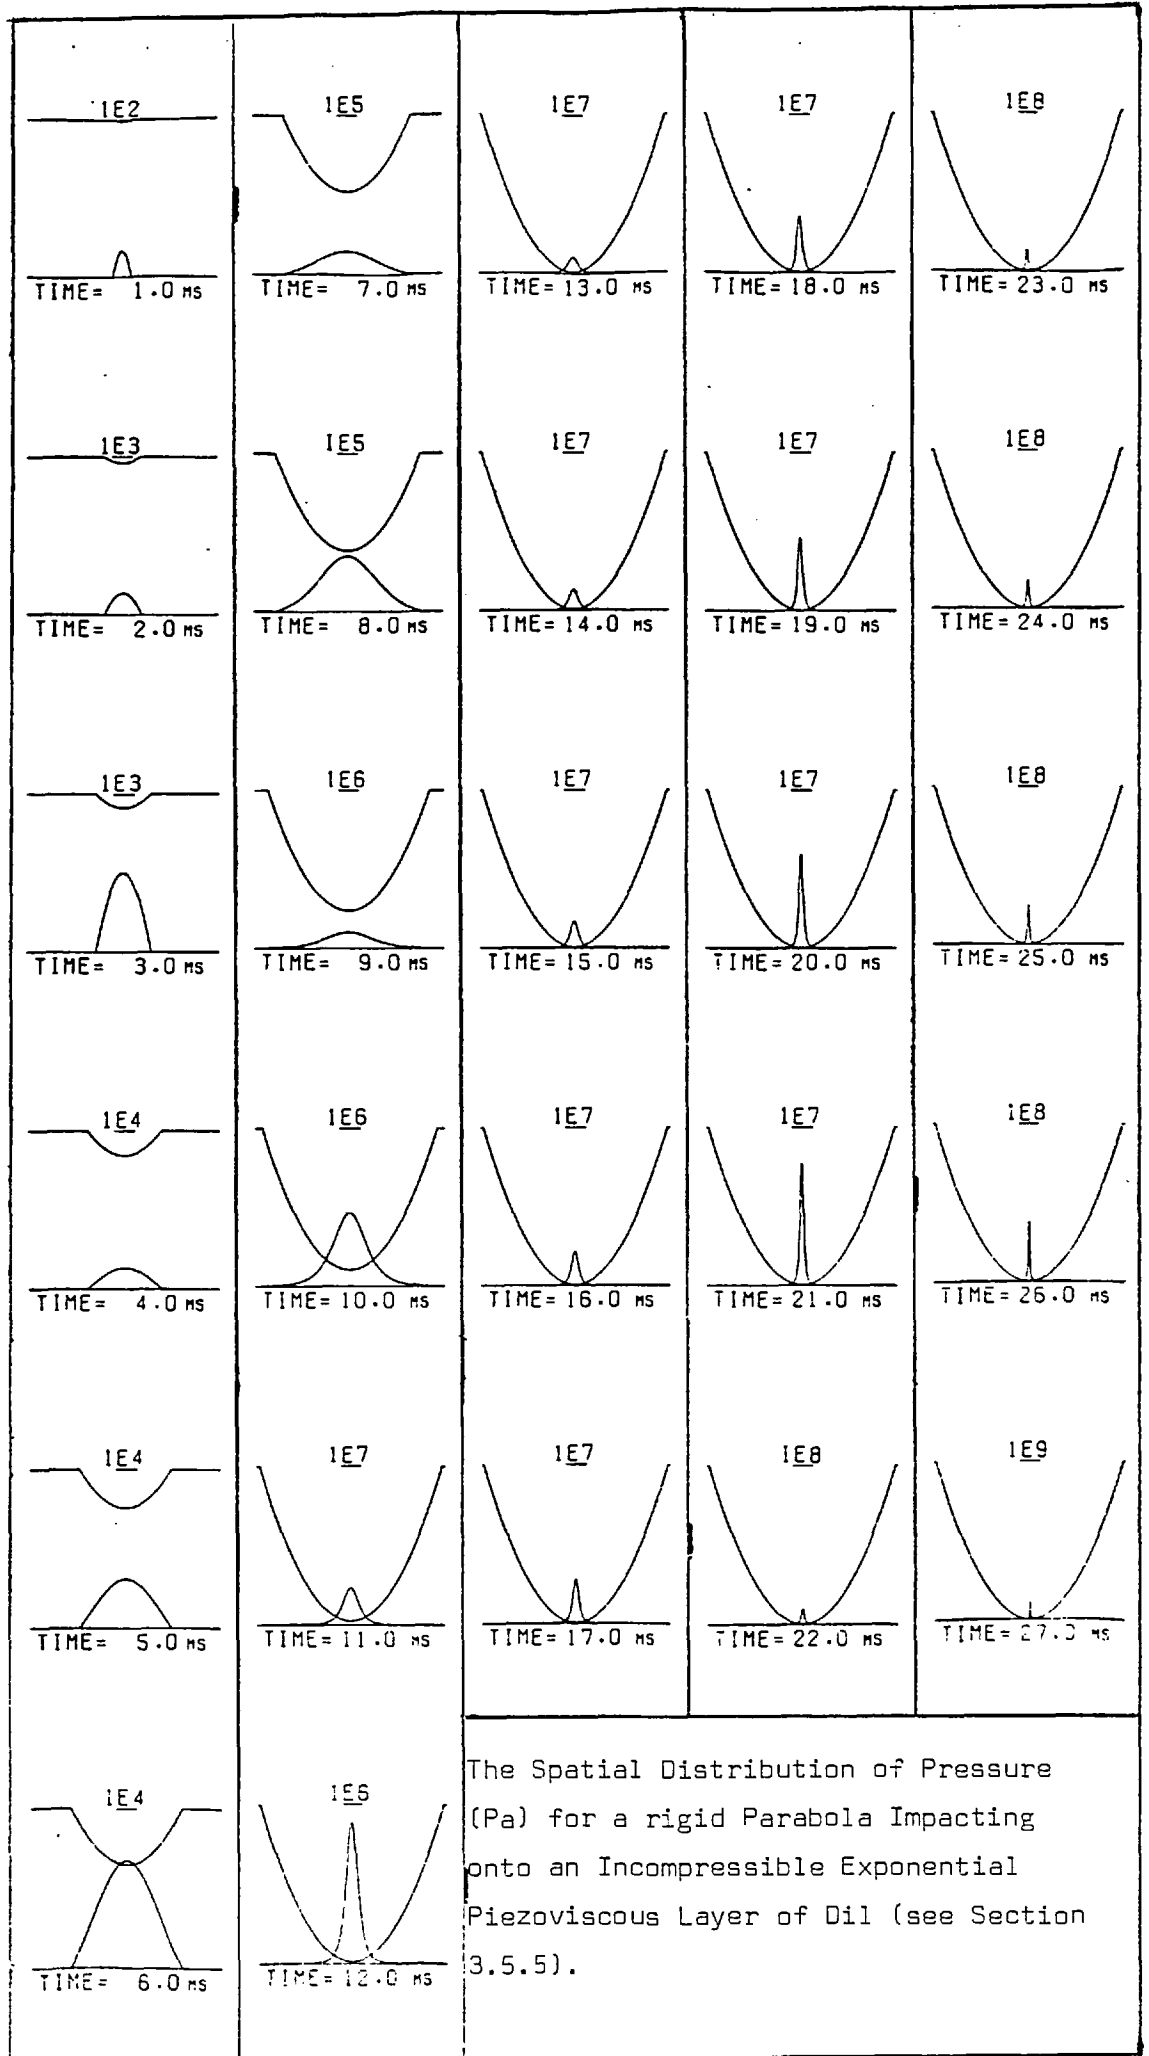 1E2
TIME= 1.0 MS
1E3
TIME= 2.0 MS
1E3
TIME= 3.0 MS
1E4
TIME= 4.0 MS
1E4
TIME= 5.0 MS
1E4
TIME= 6.0 MS
1E5
TIME= 7.0 MS
1E5
TIME= 8.0 MS
1E6
TIME= 9.0 MS
1E6
TIME= 10.0 MS
1E7
TIME= 11.0 MS
1E6
TIME= 12.0 MS
1E7
TIME= 13.0 MS
1E7
TIME= 14.0 MS
1E7
TIME= 15.0 MS
1E7
TIME= 16.0 MS
1E7
TIME= 17.0 MS
1E7
TIME= 18.0 MS
1E7
TIME= 19.0 MS
1E7
TIME= 20.0 MS
1E7
TIME= 21.0 MS
1E8
TIME= 22.0 MS
1E8
TIME= 23.0 MS
1E8
TIME= 24.0 MS
1E8
TIME= 25.0 MS
1E8
TIME= 26.0 MS
1E9
TIME= 27.0 MS
The Spatial Distribution of Pressure
(Pa) for a rigid Parabola Impacting
onto an Incompressible Exponential
Piezoviscous Layer of Oil (see Section
3.5.5).